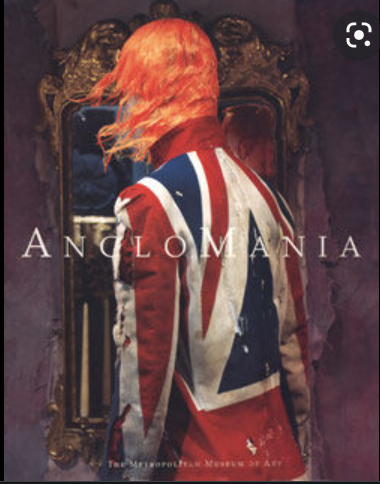 ANGLOMANIA
THE METROPOLITAN MUSEUM OF ART